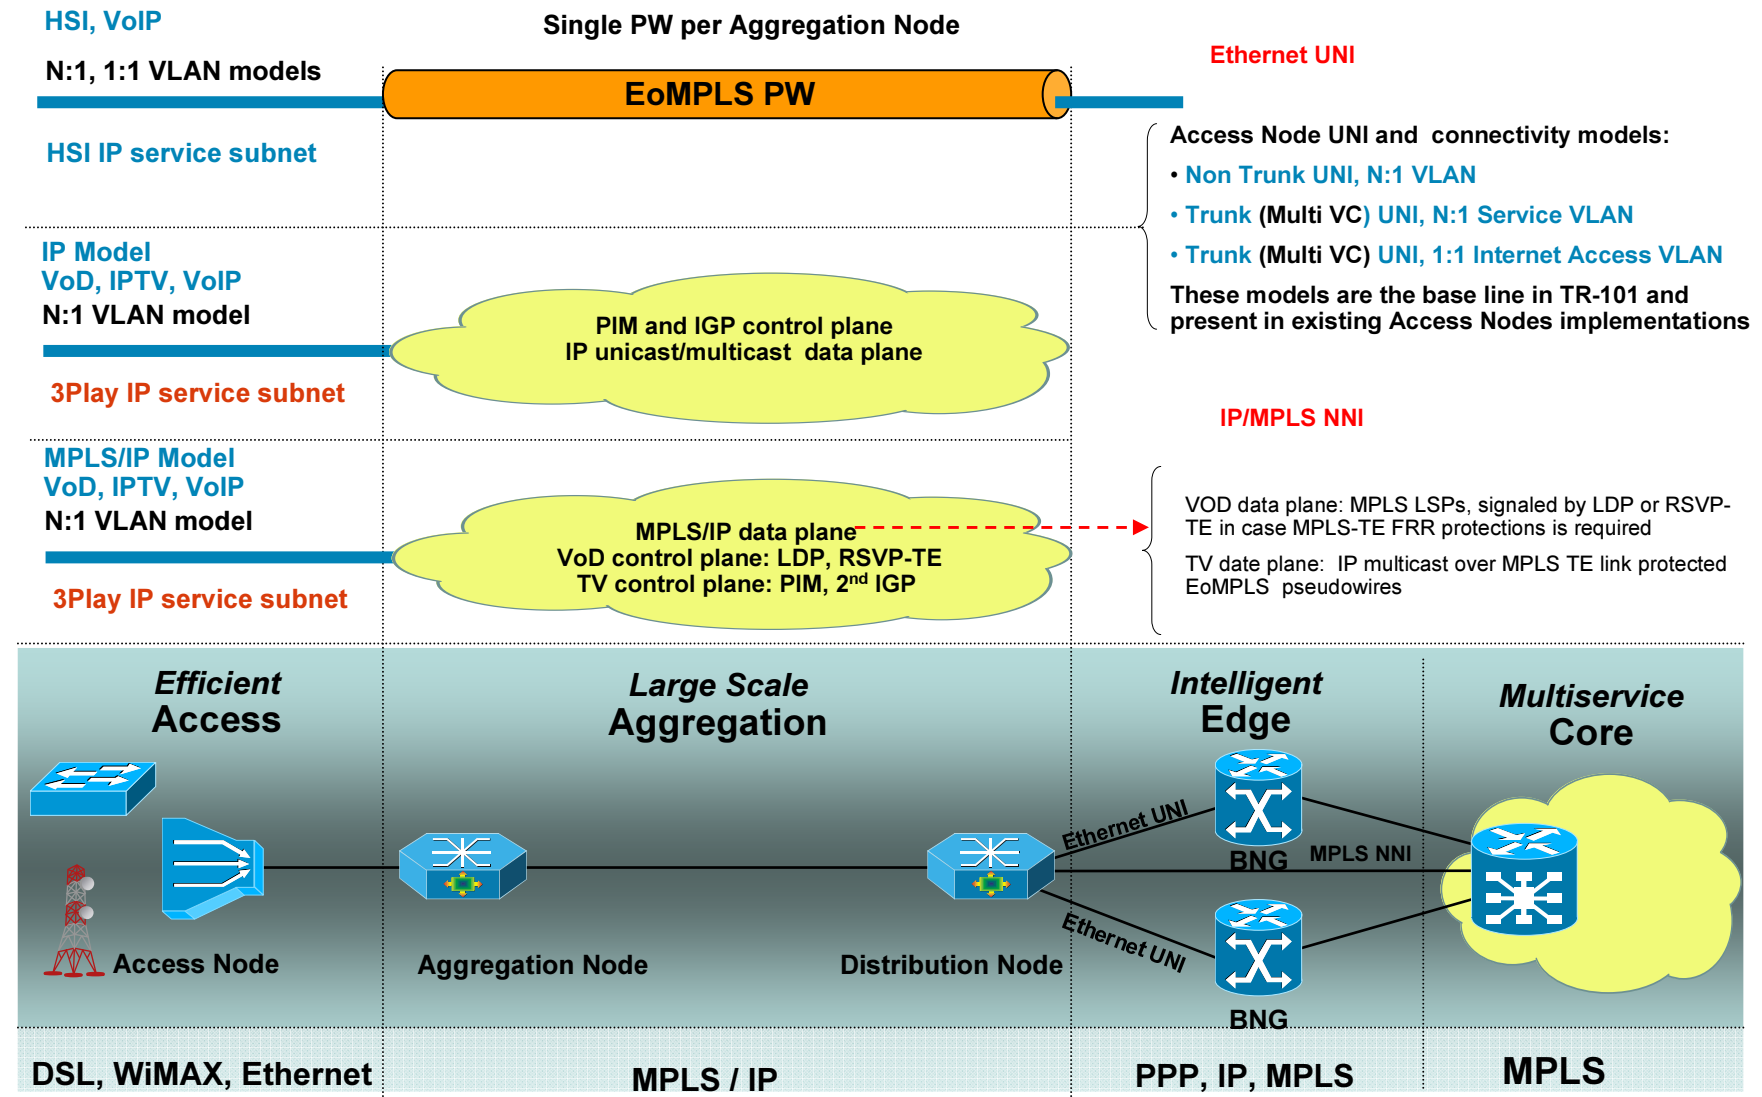 HSI, VoIP
N:1, 1:1 VLAN models
HSI IP service subnet
Single PW per Aggregation Node
EoMPLS PW
Ethernet UNI
Access Node UNI and connectivity models:
• Non Trunk UNI, N:1 VLAN
• Trunk (Multi VC) UNI, N:1 Service VLAN
• Trunk (Multi VC) UNI, 1:1 Internet Access VLAN
These models are the base line in TR-101 and
present in existing Access Nodes implementations
IP Model
VoD, IPTV, VoIP
N:1 VLAN model
3Play IP service subnet
PIM and IGP control plane
IP unicast/multicast data plane
IP/MPLS NNI
MPLS/IP Model
VoD, IPTV, VoIP
N:1 VLAN model
3Play IP service subnet
MPLS/IP data plane
VoD control plane: LDP, RSVP-TE
TV control plane: PIM, 2nd IGP
VOD data plane: MPLS LSPs, signaled by LDP or RSVP-
TE in case MPLS-TE FRR protections is required
TV date plane: IP multicast over MPLS TE link protected
EoMPLS pseudowires
Efficient
Access
Large Scale
Aggregation
Intelligent
Edge
Multiservice
Core
Ethernet UNI
BNG
MPLS NNI
Ethernet UNI
BNG
Access Node
Aggregation Node
Distribution Node
DSL, WiMAX, Ethernet
MPLS / IP
PPP, IP, MPLS
MPLS